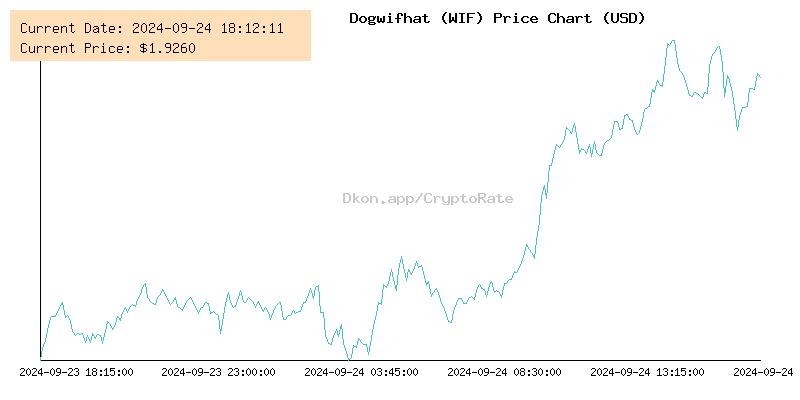 Dogwifhat (WIF) Price Chart (USD)
Current Date: 2024-09-24 18:12:11
Current Price: $1.9260
Dkon.app/CryptoRate
2024-09-23 18:15:00 2024-09-23 23:00:00 2024-09-24 03:45:00 2024-09-24 08:30:00 2024-09-24 13:15:00 2024-09-24